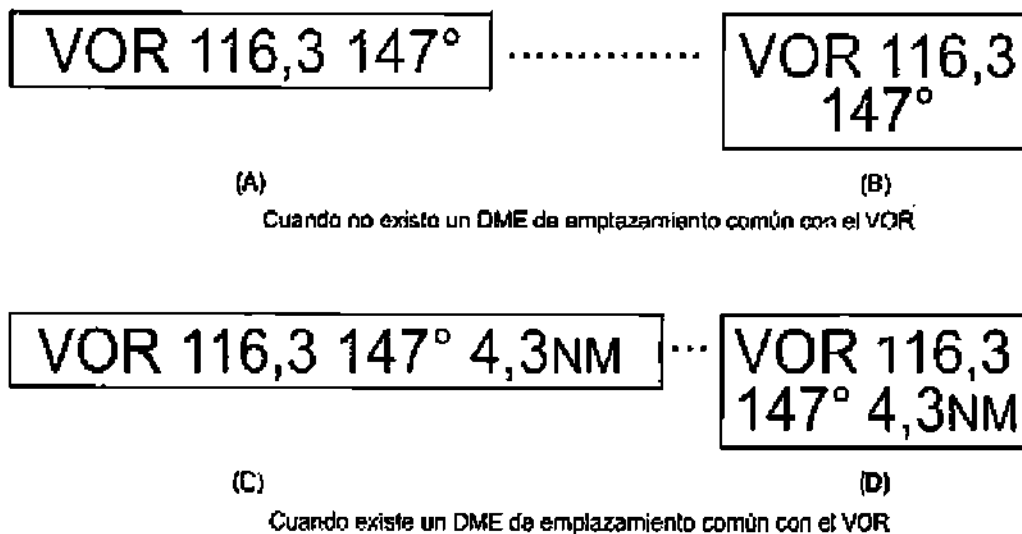 VOR 116,3 147°
VOR 116,3
147°
(A)
(B)
Cuando no existe un DME de emplazamiento común con el VOR
VOR 116,3 147° 4,3NM
VOR 116,3
147° 4,3NM
(C)
(D)
Cuando existe un DME de emplazamiento común con el VOR